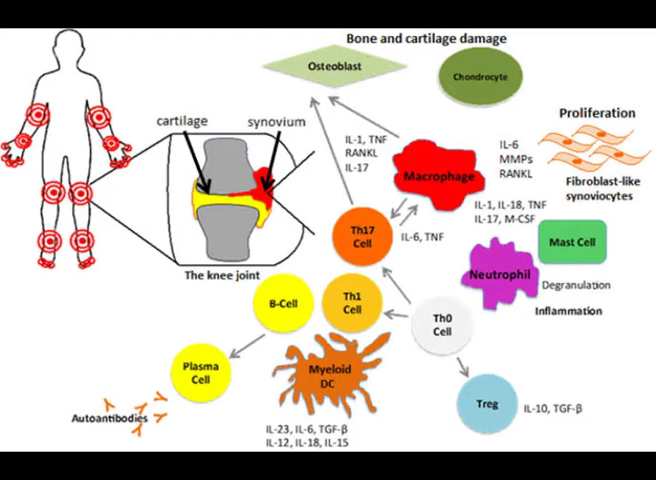 Bone and cartilage damage
Osteoblast
Chondrocyte
cartilage
synovium
Proliferation
IL-1, TNF
RANKL
IL-17
Macrophage
IL-6
MMPs
RANKL
Fibroblast-like
synoviocytes
IL-1, IL-18, TNF
IL-17, M-CSF
Th17
Cell
IL-6, TNF
Mast Cell
Neutrophil
The knee joint
Degranulation
Inflammation
B-Cell
Th1
Cell
Th0
Cell
Plasma
Cell
Myeloid
DC
Treg
IL-10, TGF-β
Autoantibodies
IL-23, IL-6, TGF-β
IL-12, IL-18, IL-15